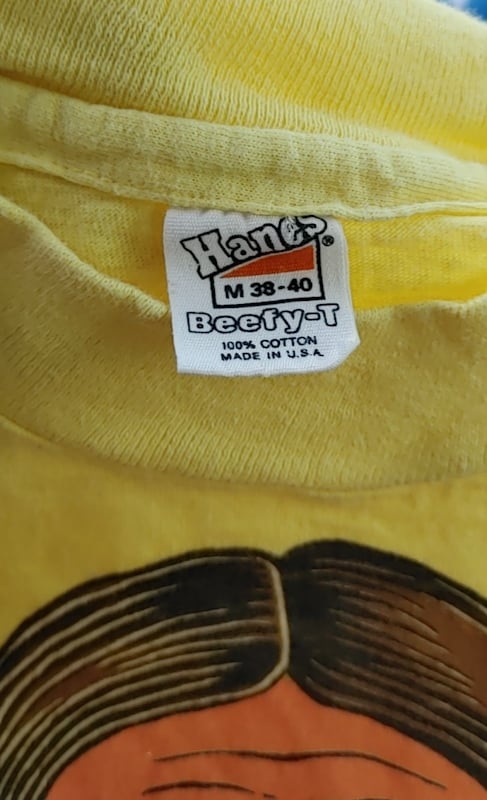 Hanes®
M 38-40
Beefy-T
100% COTTON
MADE IN U.S.A.